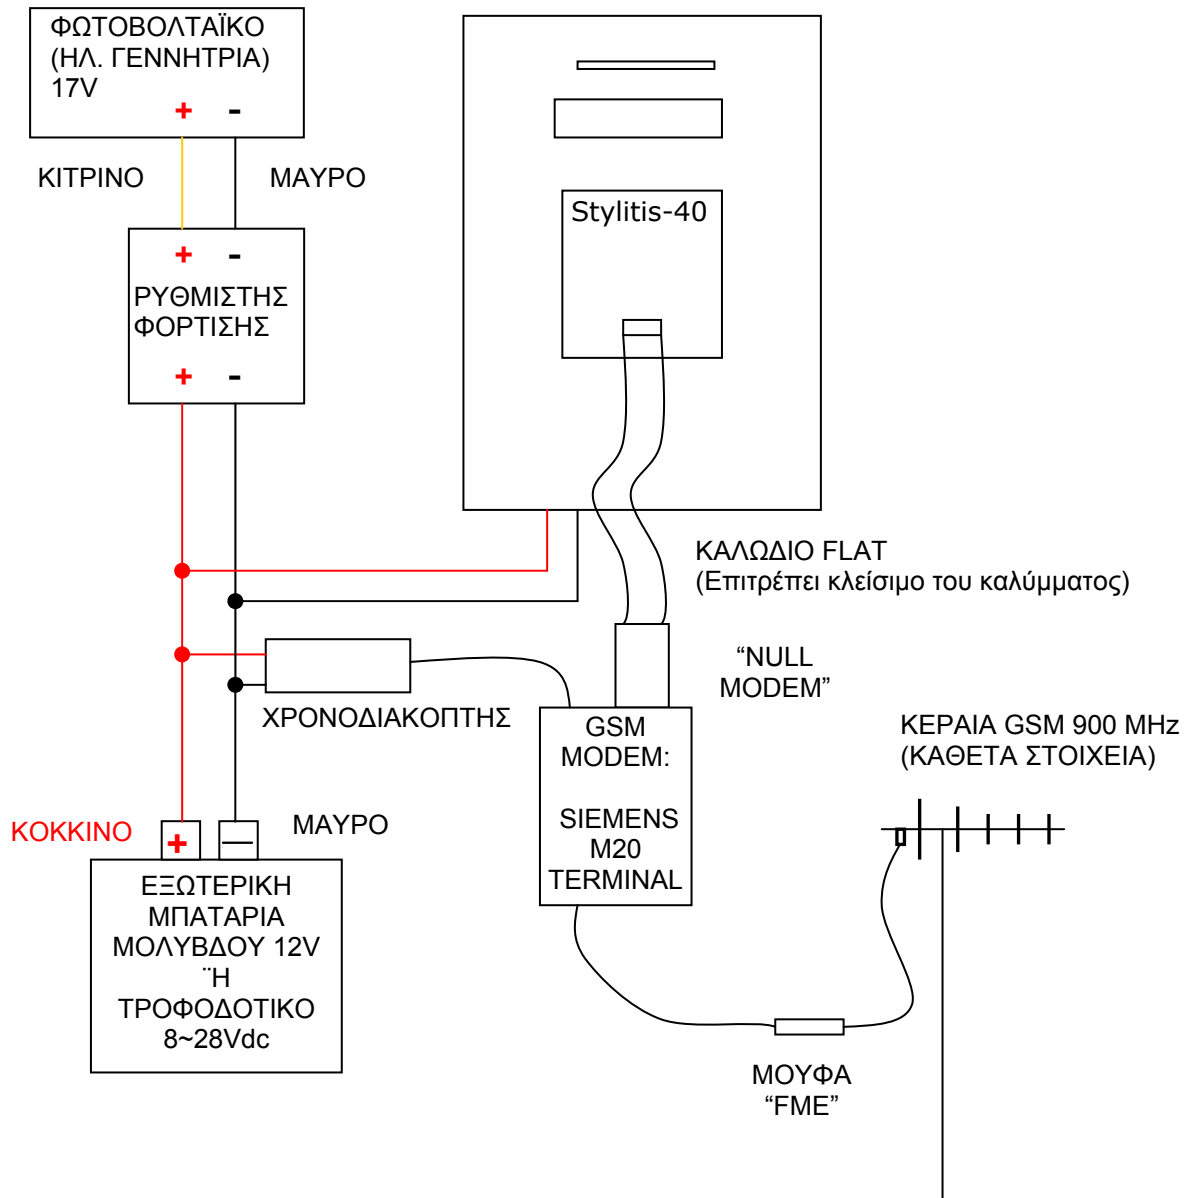 ΦΩΤΟΒΟΛΤΑΪΚΟ
(ΗΛ. ΓΕΝΝΗΤΡΙΑ)
17V
+ -
ΚΙΤΡΙΝΟ
ΜΑΥΡΟ
+ -
ΡΥΘΜΙΣΤΗΣ
ΦΟΡΤΙΣΗΣ
+ -
Stylitis-40
ΚΑΛΩΔΙΟ FLAT
(Επιτρέπει κλείσιμο του καλύμματος)
“NULL
MODEM”
ΧΡΟΝΟΔΙΑΚΟΠΤΗΣ
GSM
MODEM:
SIEMENS
M20
TERMINAL
ΚΕΡΑΙΑ GSM 900 MHz
(ΚΑΘΕΤΑ ΣΤΟΙΧΕΙΑ)
ΚΟΚΚΙΝΟ
+ —
ΜΑΥΡΟ
ΕΞΩΤΕΡΙΚΗ
ΜΠΑΤΑΡΙΑ
ΜΟΛΥΒΔΟΥ 12V
¨Η
ΤΡΟΦΟΔΟΤΙΚΟ
8~28Vdc
ΜΟΥΦΑ
“FME”